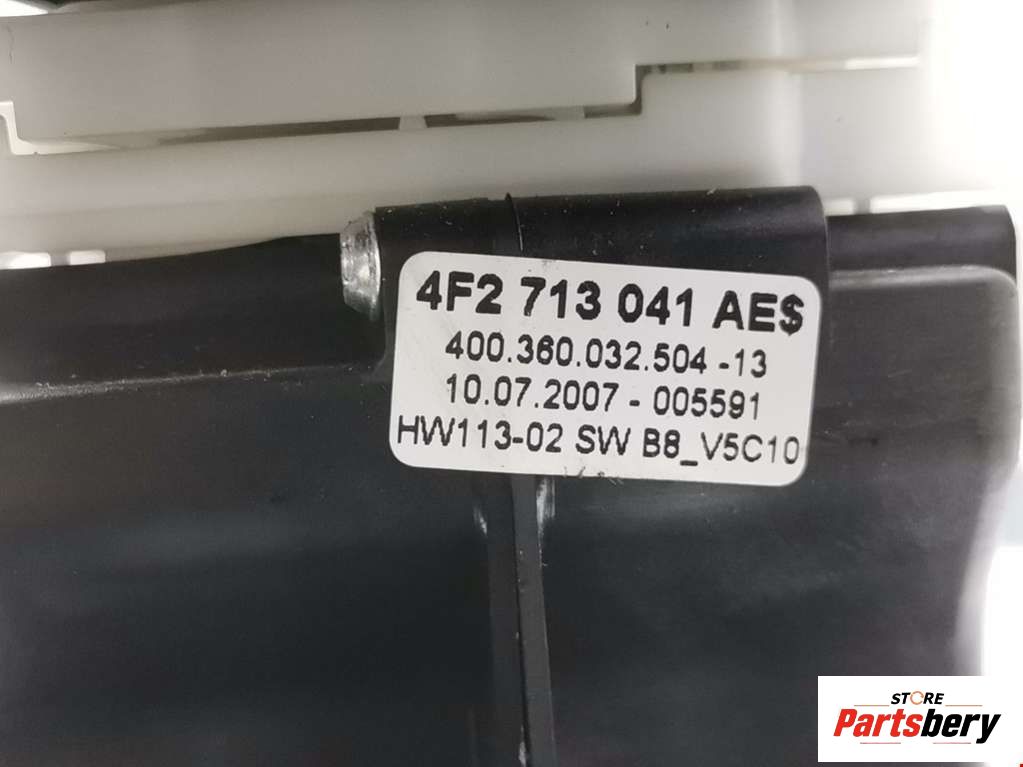 4F2 713 041 AE$
400.360.032.504 -13
10.07.2007 - 005591
HW113-02 SW B8_V5C10
STORE
Partsbery